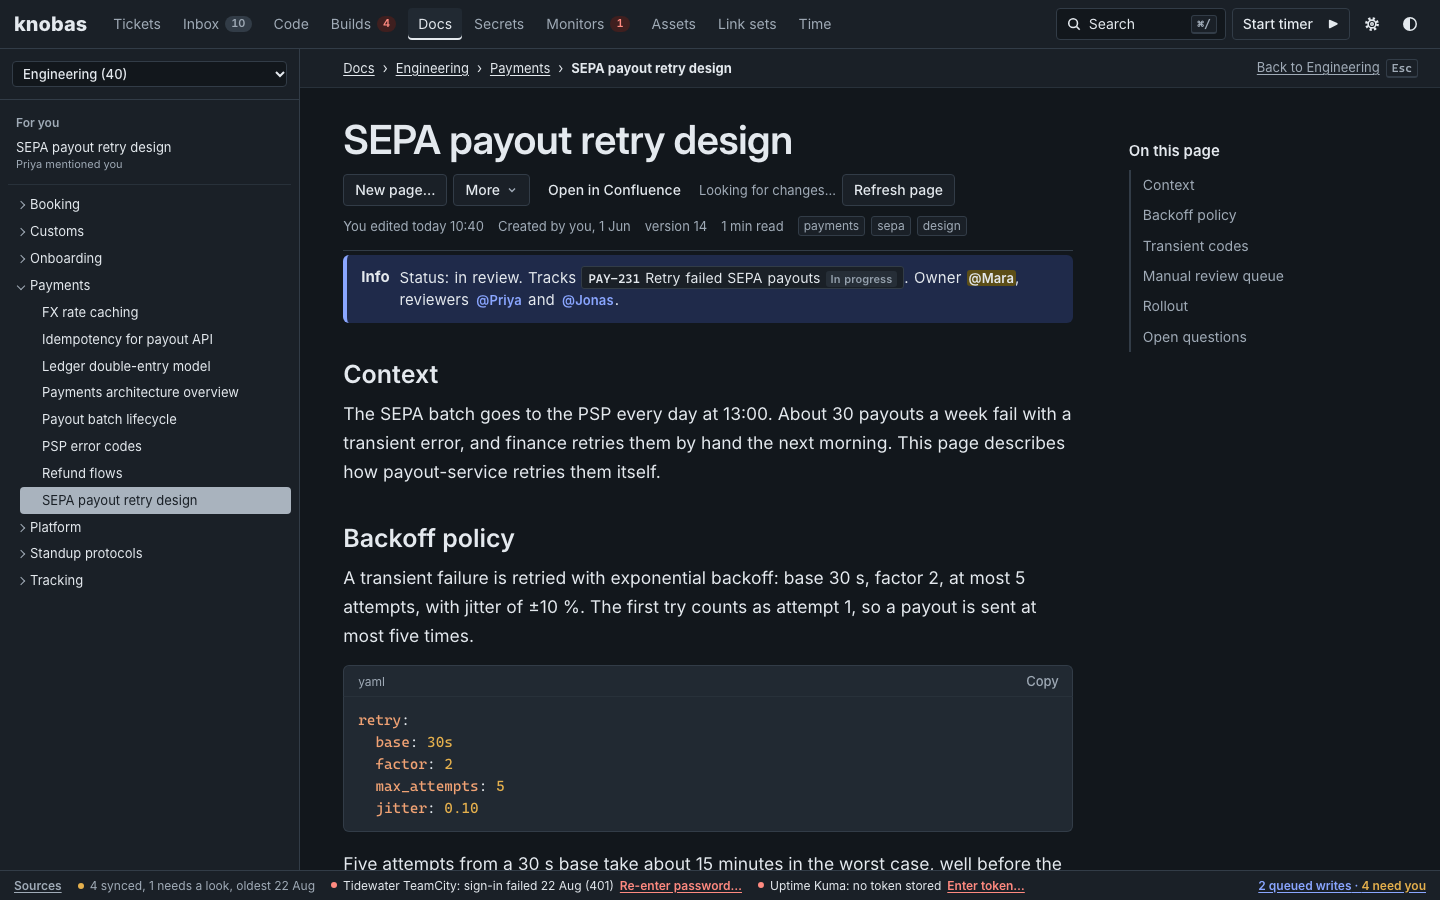 knobas Tickets Inbox 10 Code Builds 4 Docs Secrets Monitors 1 Assets Link sets Time Search ⌘/ Start timer
Engineering (40)
Docs › Engineering › Payments › SEPA payout retry design Back to Engineering Esc
For you
SEPA payout retry design
Priya mentioned you
Booking
Customs
Onboarding
Payments
FX rate caching
Idempotency for payout API
Ledger double-entry model
Payments architecture overview
Payout batch lifecycle
PSP error codes
Refund flows
SEPA payout retry design
Platform
Standup protocols
Tracking
SEPA payout retry design
New page... More Open in Confluence Looking for changes... Refresh page
You edited today 10:40 Created by you, 1 Jun version 14 1 min read payments sepa design
Info Status: in review. Tracks PAY-231 Retry failed SEPA payouts In progress . Owner @Mara,
reviewers @Priya and @Jonas.
Context
The SEPA batch goes to the PSP every day at 13:00. About 30 payouts a week fail with a
transient error, and finance retries them by hand the next morning. This page describes
how payout-service retries them itself.
Backoff policy
A transient failure is retried with exponential backoff: base 30 s, factor 2, at most 5
attempts, with jitter of ±10 %. The first try counts as attempt 1, so a payout is sent at
most five times.
yaml Copy
retry:
base: 30s
factor: 2
max_attempts: 5
jitter: 0.10
Five attempts from a 30 s base take about 15 minutes in the worst case, well before the
On this page
Context
Backoff policy
Transient codes
Manual review queue
Rollout
Open questions
Sources 4 synced, 1 needs a look, oldest 22 Aug Tidewater TeamCity: sign-in failed 22 Aug (401) Re-enter password... Uptime Kuma: no token stored Enter token... 2 queued writes · 4 need you